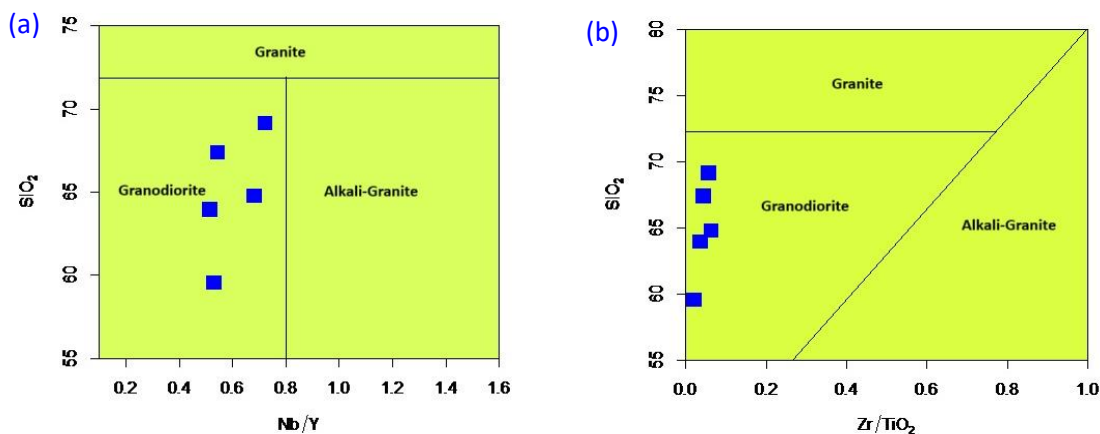 (a)
75
70
65
60
55
SiO₂
Granite
Granodiorite
Alkali-Granite
0.2 0.4 0.6 0.8 1.0 1.2 1.4 1.6
Nb/Y
(b)
80
75
70
65
60
55
SiO₂
Granite
Granodiorite
Alkali-Granite
0.0 0.2 0.4 0.6 0.8 1.0
Zr/TiO₂